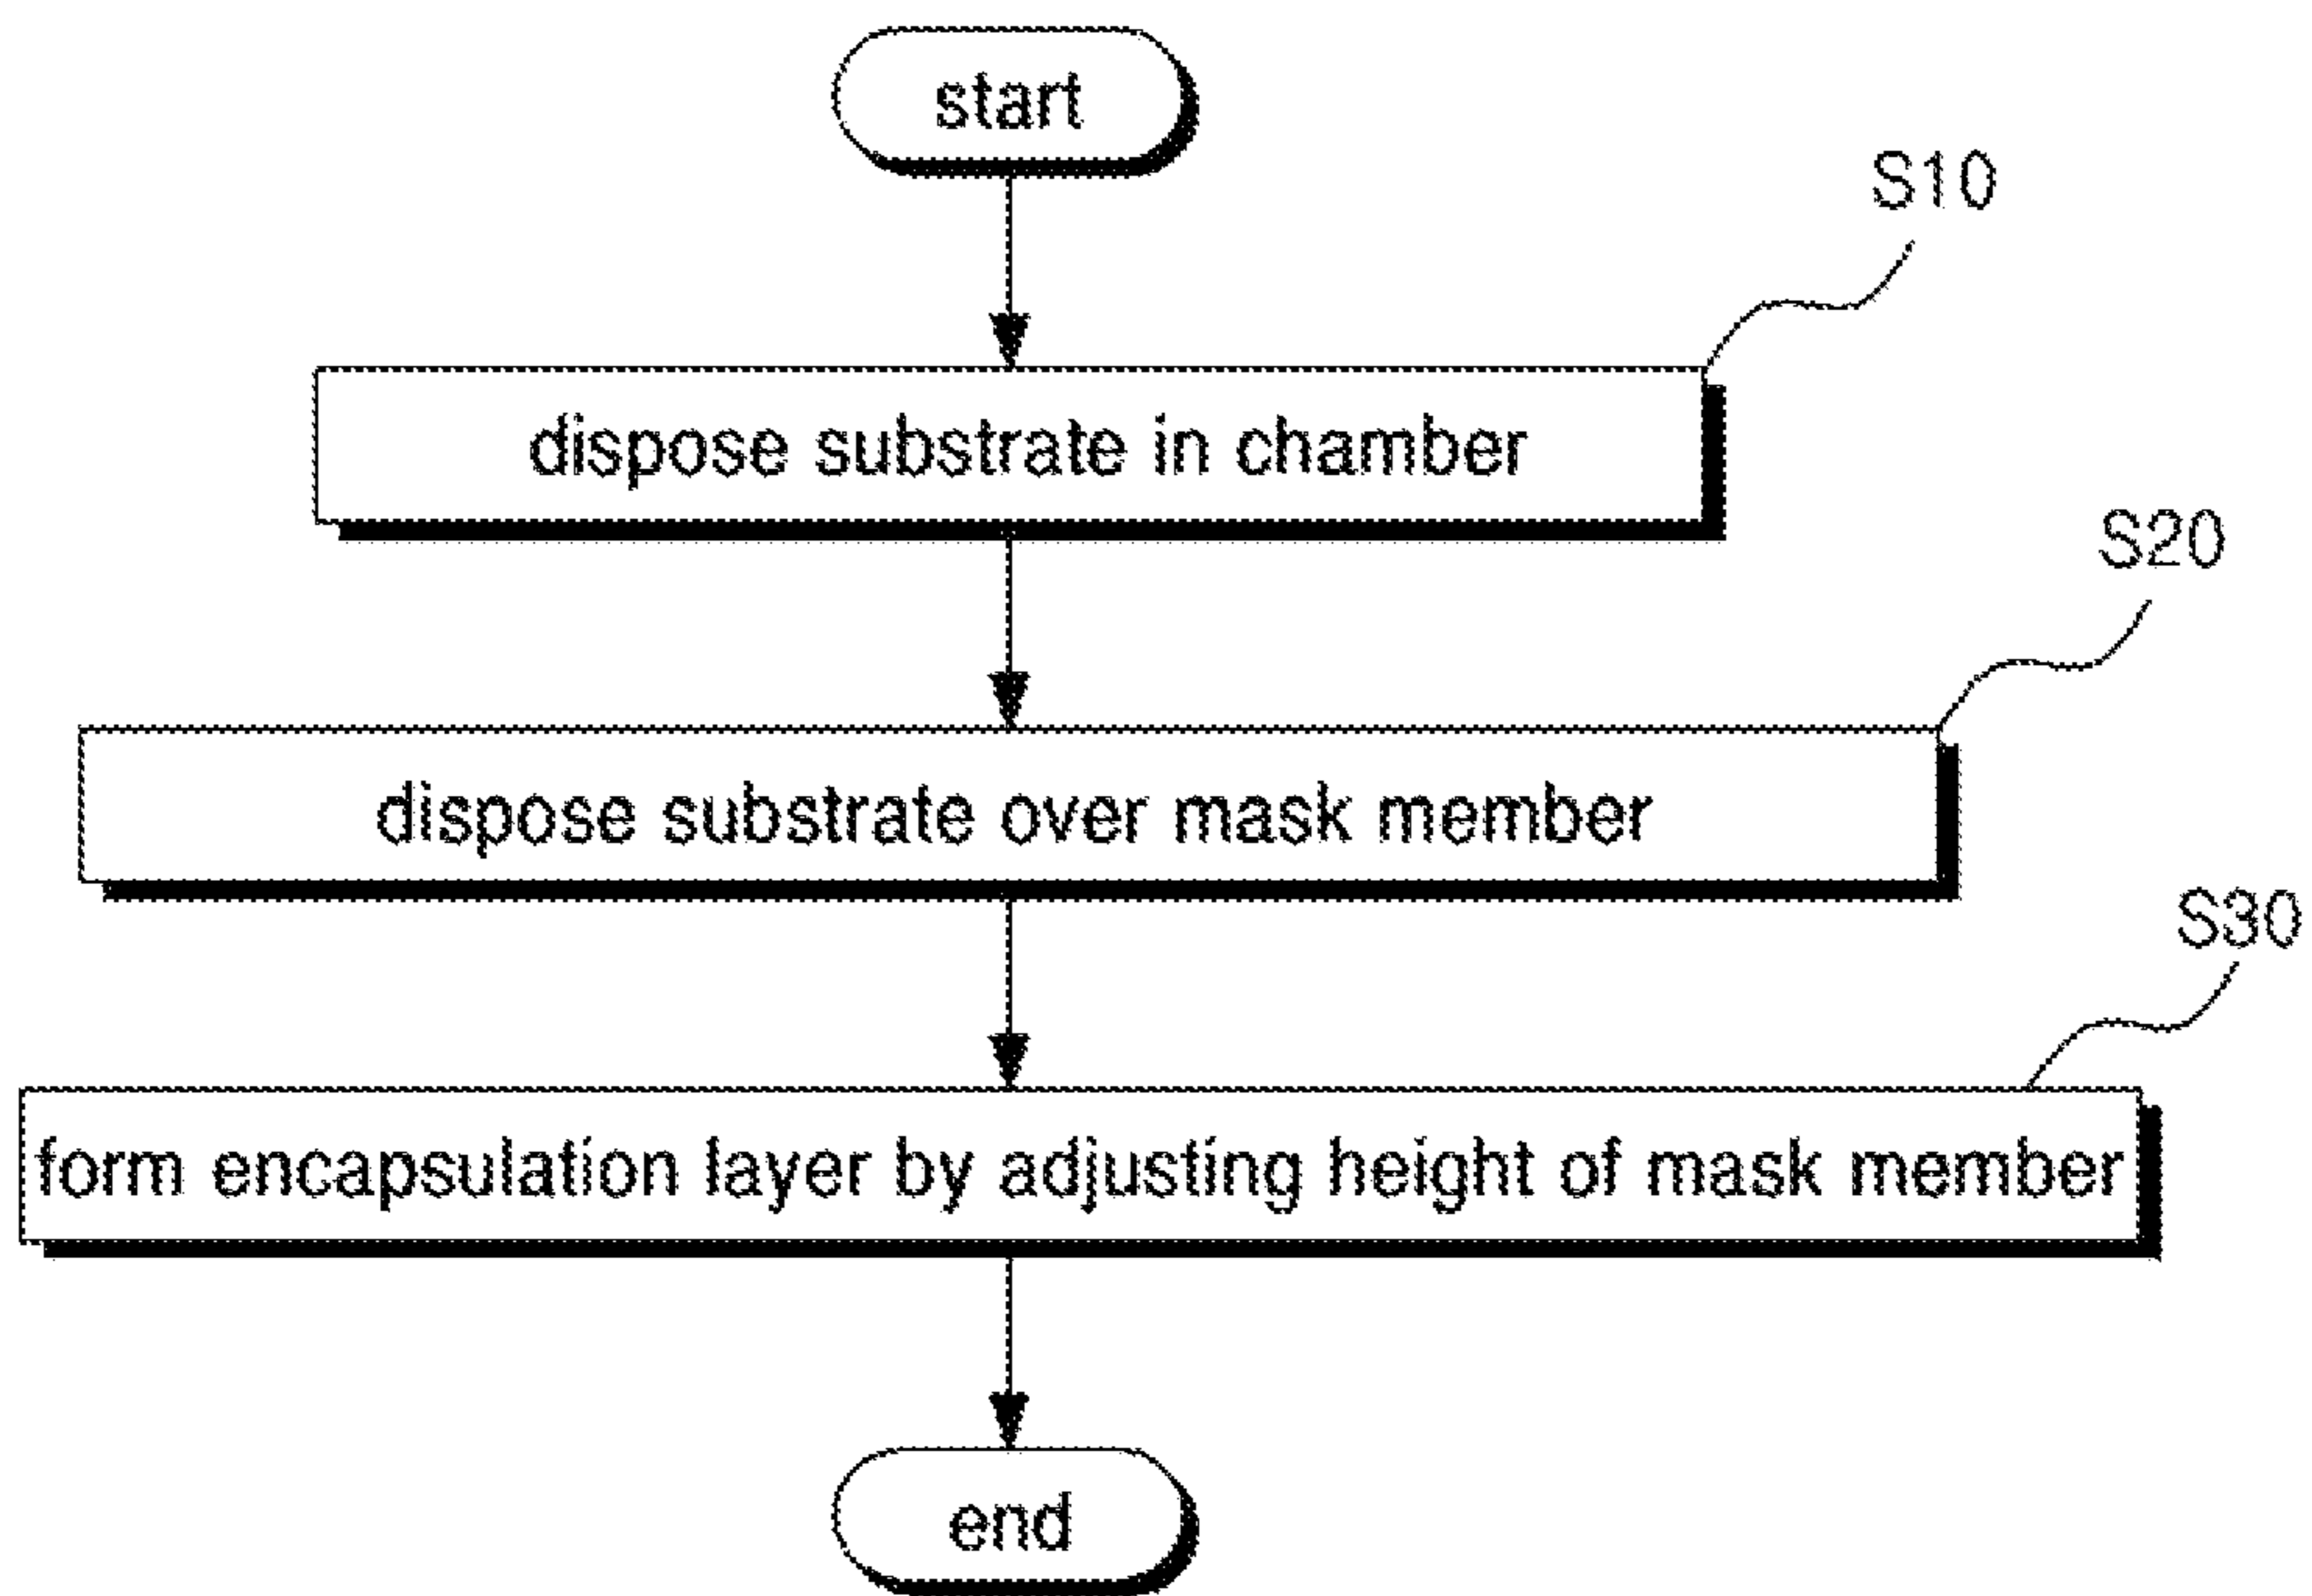 start
S10
dispose substrate in chamber
S20
dispose substrate over mask member
S30
form encapsulation layer by adjusting height of mask member
end